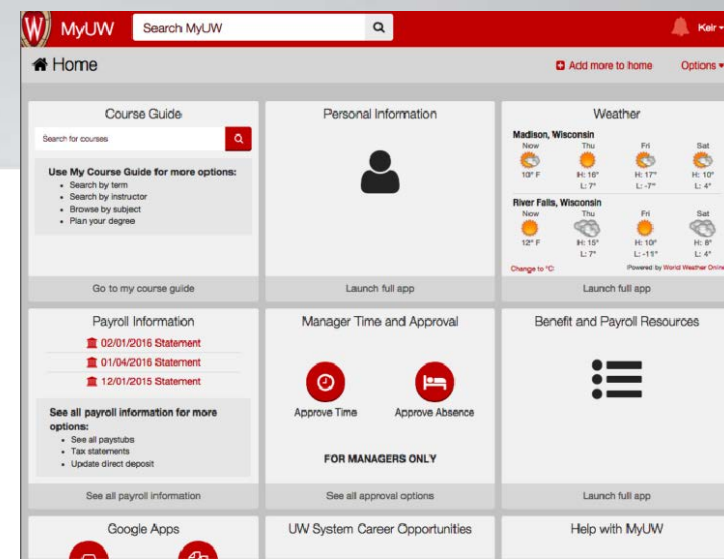 W MyUW Search MyUW Keir
Home Add more to home Options
Course Guide
Search for courses
Use My Course Guide for more options:
Search by term
Search by instructor
Browse by subject
Plan your degree
Go to my course guide
Personal Information
Launch full app
Weather
Madison, Wisconsin
Now Thu Fri Sat
10° F H: 16° H: 17° H: 10°
L: 7° L: -7° L: 4°
River Falls, Wisconsin
Now Thu Fri Sat
12° F H: 15° H: 10° H: 8°
L: 7° L: -11° L: 4°
Change to °C Powered by World Weather Online
Launch full app
Payroll Information
02/01/2016 Statement
01/04/2016 Statement
12/01/2015 Statement
See all payroll information for more
options:
See all paystubs
Tax statements
Update direct deposit
See all payroll information
Manager Time and Approval
Approve Time Approve Absence
FOR MANAGERS ONLY
See all approval options
Benefit and Payroll Resources
Launch full app
Google Apps
UW System Career Opportunities
Help with MyUW